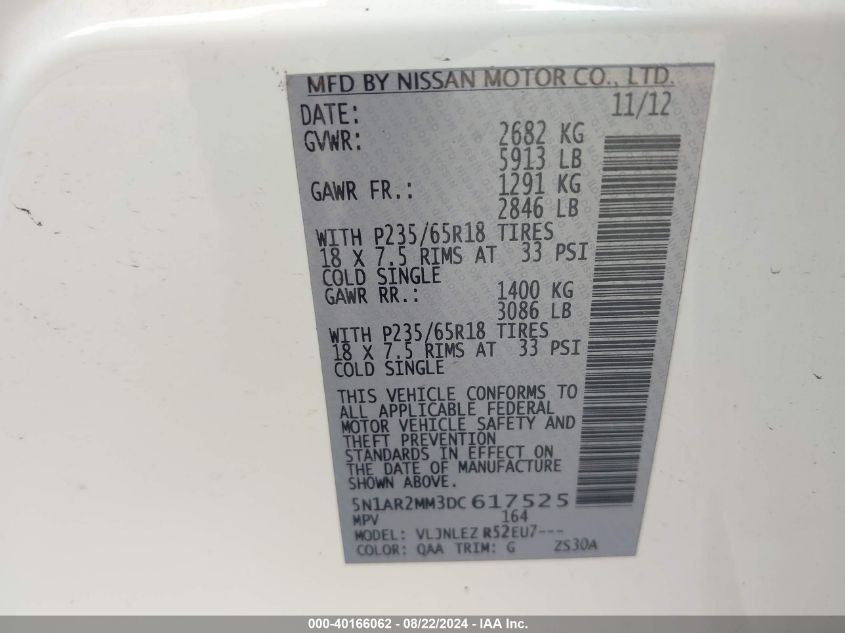 MFD BY NISSAN MOTOR CO., LTD.
DATE: 11/12
GVWR: 2682 KG
5913 LB
GAWR FR.: 1291 KG
2846 LB
WITH P235/65R18 TIRES
18 X 7.5 RIMS AT 33 PSI
COLD SINGLE
GAWR RR.: 1400 KG
3086 LB
WITH P235/65R18 TIRES
18 X 7.5 RIMS AT 33 PSI
COLD SINGLE
THIS VEHICLE CONFORMS TO
ALL APPLICABLE FEDERAL
MOTOR VEHICLE SAFETY AND
THEFT PREVENTION
STANDARDS IN EFFECT ON
THE DATE OF MANUFACTURE
SHOWN ABOVE.
5N1AR2MM3DC 617525
MPV 164
MODEL: VLJNLEZ R52EU7---
COLOR: QAA TRIM: G ZS30A
000-40166062 - 08/22/2024 - IAA Inc.